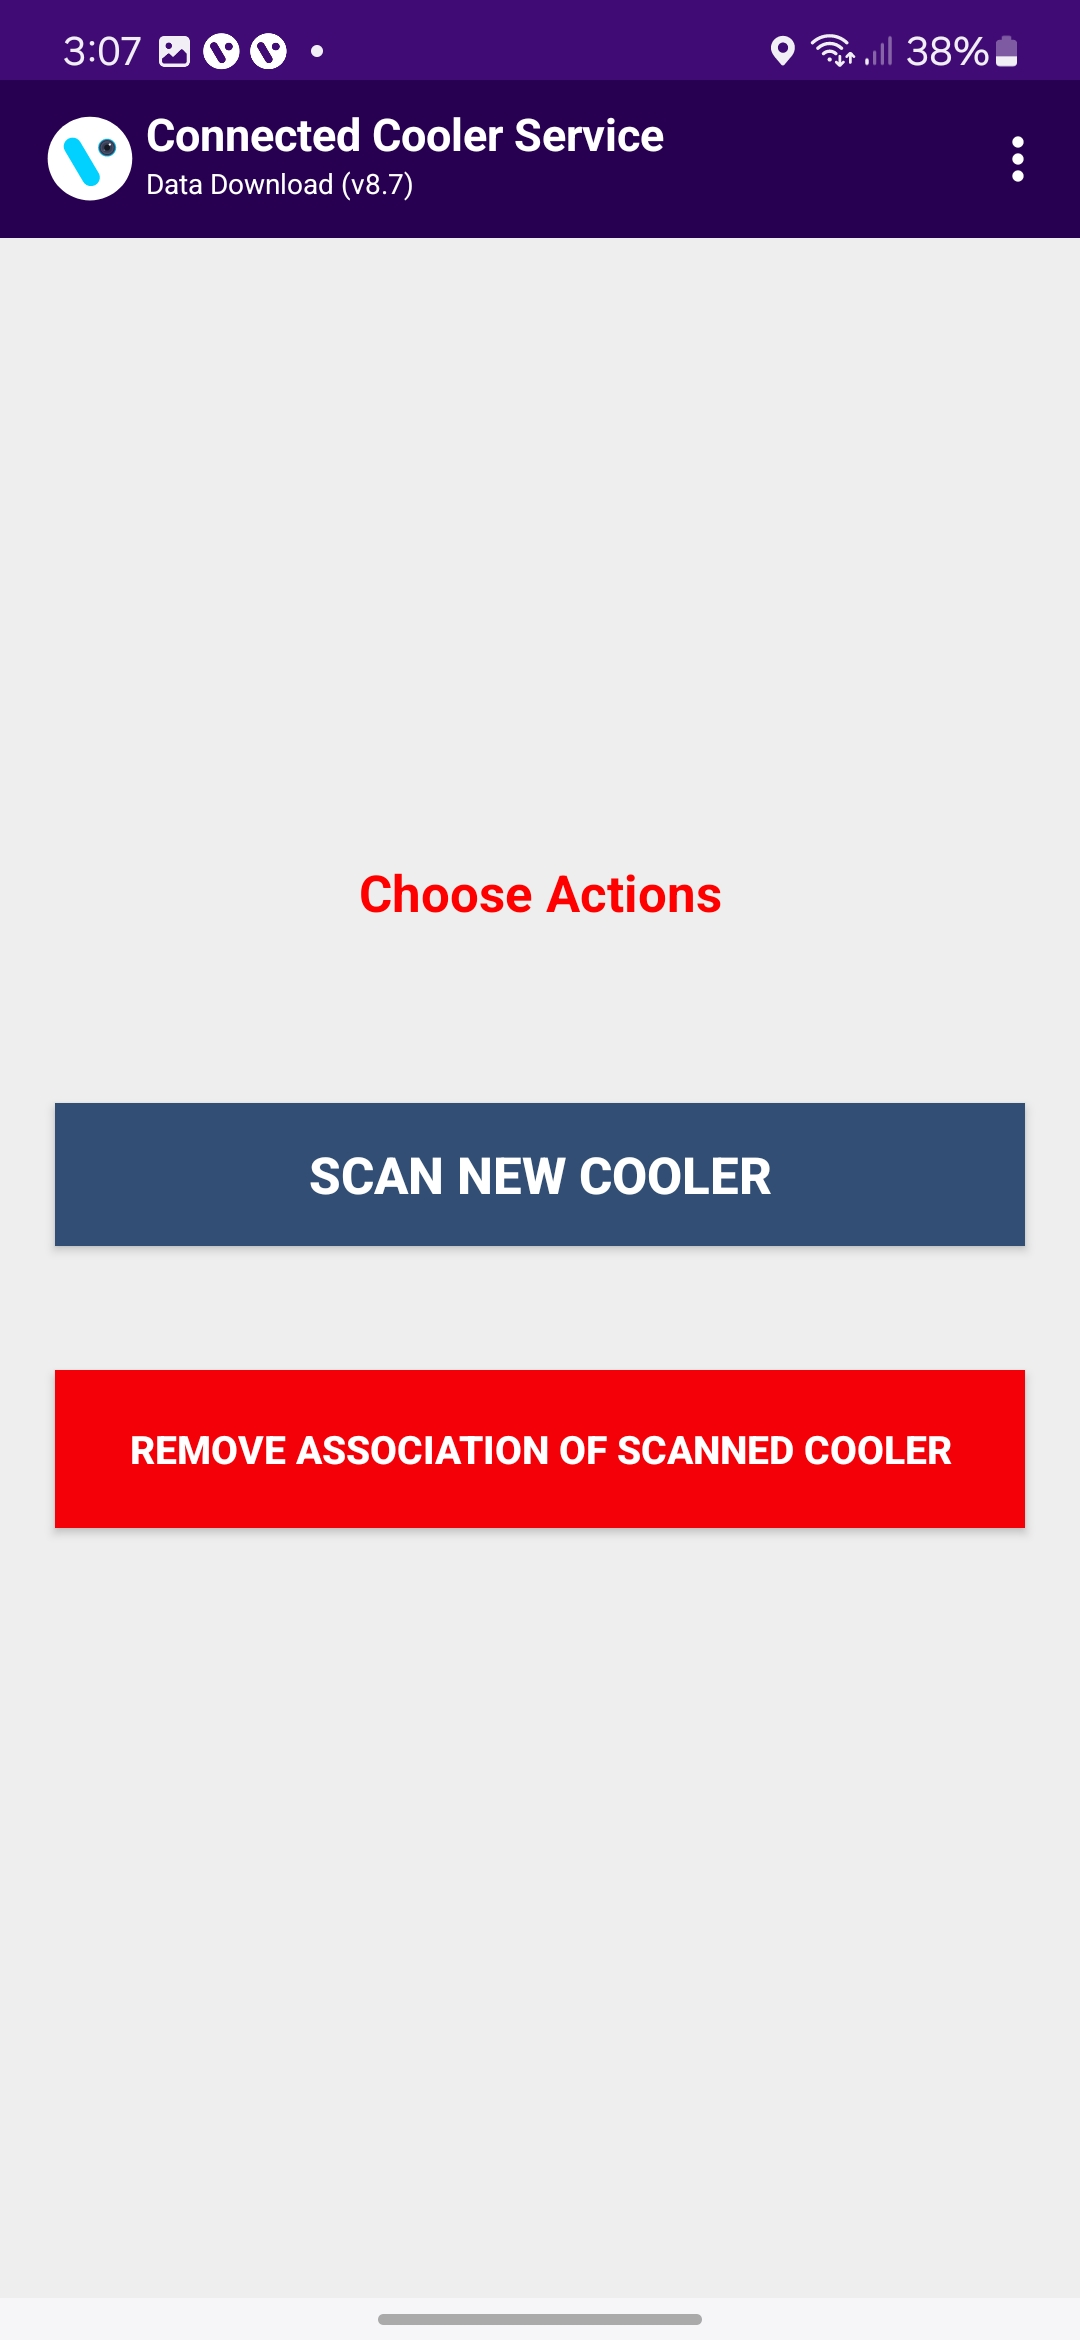 3:07
38%
Connected Cooler Service
Data Download (v8.7)
Choose Actions
SCAN NEW COOLER
REMOVE ASSOCIATION OF SCANNED COOLER